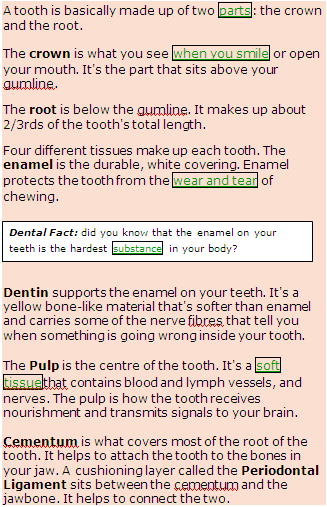 A tooth is basically made up of two parts: the crown
and the root.
The crown is what you see when you smile or open
your mouth. It's the part that sits above your
gumline.
The root is below the gumline. It makes up about
2/3rds of the tooth's total length.
Four different tissues make up each tooth. The
enamel is the durable, white covering. Enamel
protects the tooth from the wear and tear of
chewing.
Dental Fact: did you know that the enamel on your
teeth is the hardest substance in your body?
Dentin supports the enamel on your teeth. It's a
yellow bone-like material that's softer than enamel
and carries some of the nerve fibres that tell you
when something is going wrong inside your tooth.
The Pulp is the centre of the tooth. It's a soft
tissue that contains blood and lymph vessels, and
nerves. The pulp is how the tooth receives
nourishment and transmits signals to your brain.
Cementum is what covers most of the root of the
tooth. It helps to attach the tooth to the bones in
your jaw. A cushioning layer called the Periodontal
Ligament sits between the cementum and the
jawbone. It helps to connect the two.